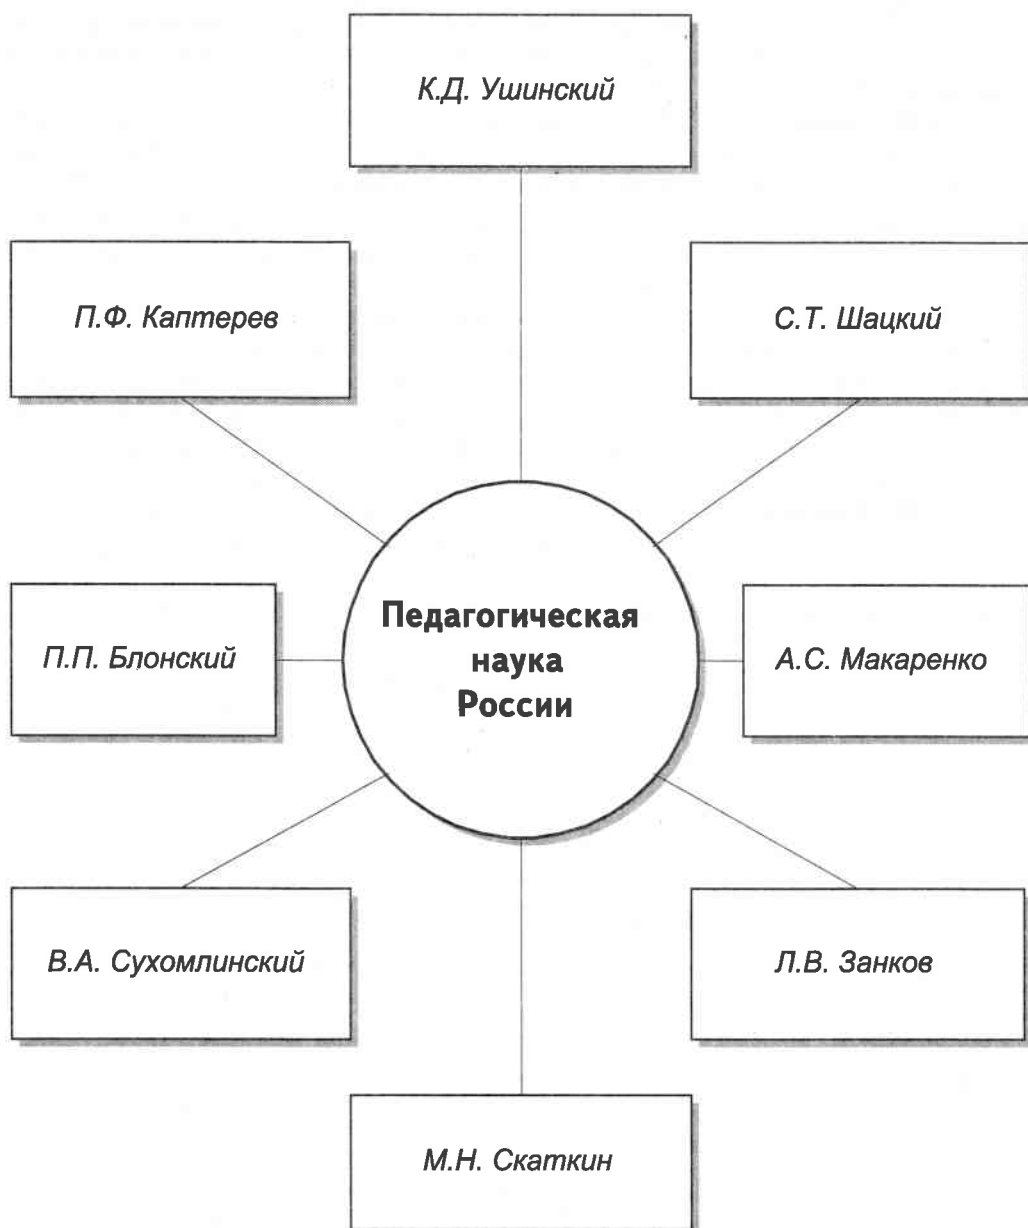 К.Д. Ушинский
П.Ф. Каптерев
С.Т. Шацкий
Педагогическая
наука
России
П.П. Блонский
А.С. Макаренко
В.А. Сухомлинский
Л.В. Занков
М.Н. Скаткин